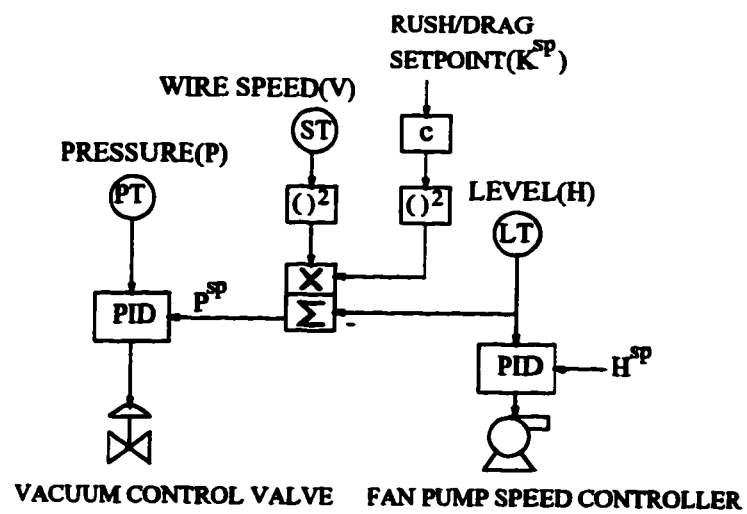 RUSH/DRAG
SETPOINT(K^sp)
WIRE SPEED(V)
ST
c
PRESSURE(P)
PT
( )²
( )²
LEVEL(H)
LT
X
Σ
-
P^sp
PID
PID
H^sp
VACUUM CONTROL VALVE
FAN PUMP SPEED CONTROLLER